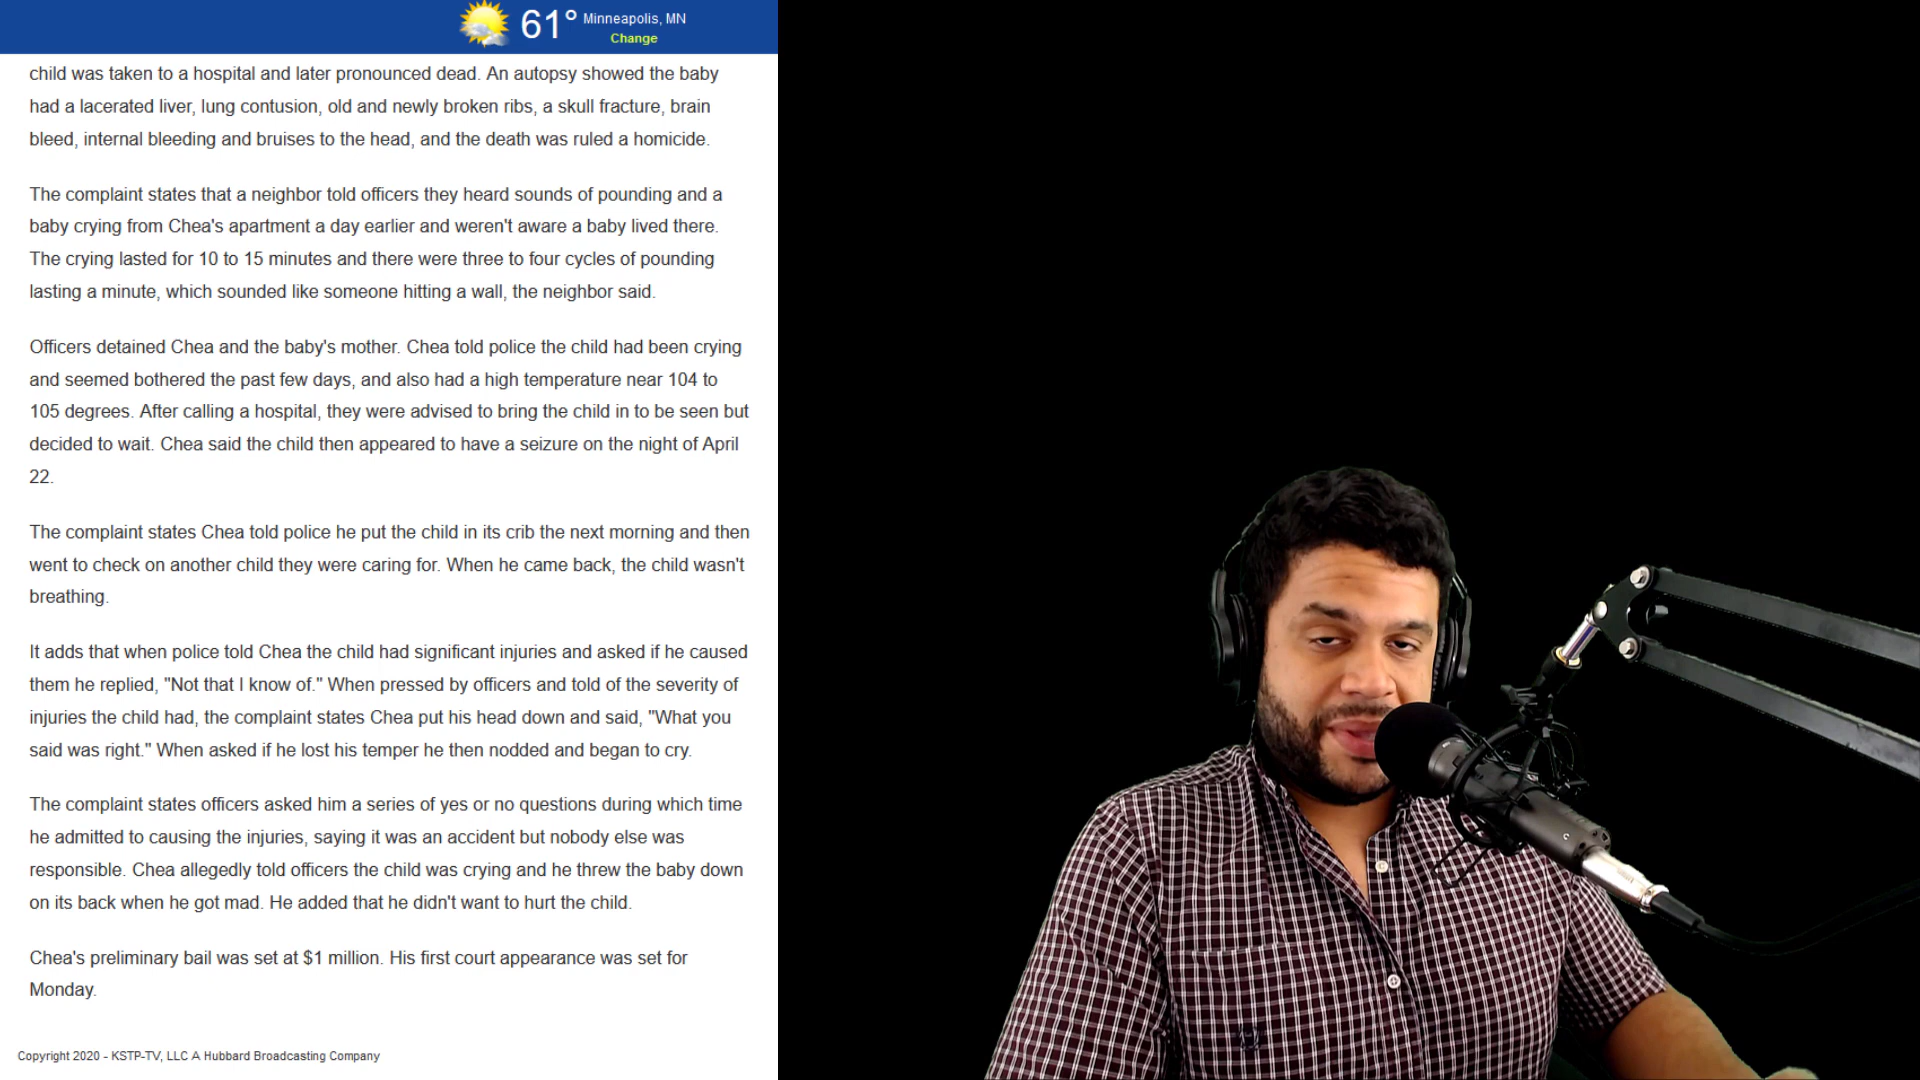 61° Minneapolis, MN
Change
child was taken to a hospital and later pronounced dead. An autopsy showed the baby
had a lacerated liver, lung contusion, old and newly broken ribs, a skull fracture, brain
bleed, internal bleeding and bruises to the head, and the death was ruled a homicide.
The complaint states that a neighbor told officers they heard sounds of pounding and a
baby crying from Chea's apartment a day earlier and weren't aware a baby lived there.
The crying lasted for 10 to 15 minutes and there were three to four cycles of pounding
lasting a minute, which sounded like someone hitting a wall, the neighbor said.
Officers detained Chea and the baby's mother. Chea told police the child had been crying
and seemed bothered the past few days, and also had a high temperature near 104 to
105 degrees. After calling a hospital, they were advised to bring the child in to be seen but
decided to wait. Chea said the child then appeared to have a seizure on the night of April
22.
The complaint states Chea told police he put the child in its crib the next morning and then
went to check on another child they were caring for. When he came back, the child wasn't
breathing.
It adds that when police told Chea the child had significant injuries and asked if he caused
them he replied, "Not that I know of." When pressed by officers and told of the severity of
injuries the child had, the complaint states Chea put his head down and said, "What you
said was right." When asked if he lost his temper he then nodded and began to cry.
The complaint states officers asked him a series of yes or no questions during which time
he admitted to causing the injuries, saying it was an accident but nobody else was
responsible. Chea allegedly told officers the child was crying and he threw the baby down
on its back when he got mad. He added that he didn't want to hurt the child.
Chea's preliminary bail was set at $1 million. His first court appearance was set for
Monday.
Copyright 2020 - KSTP-TV, LLC A Hubbard Broadcasting Company